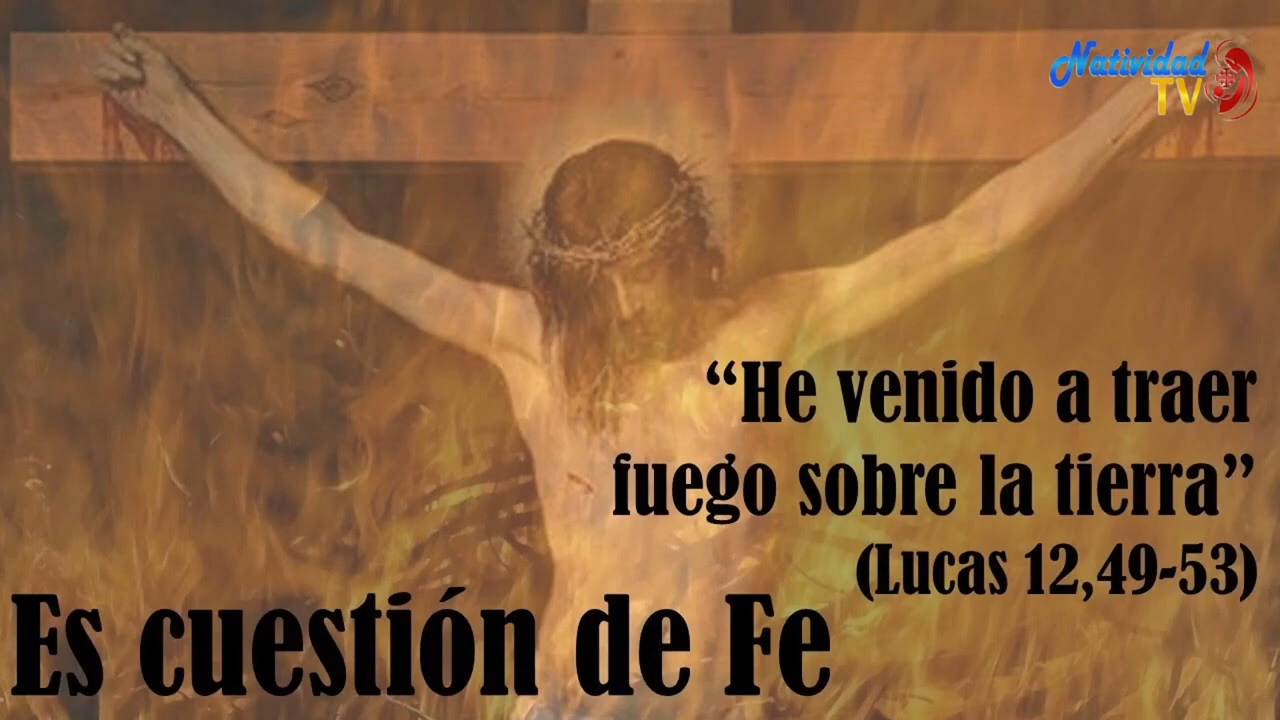 Natividad
TV
“He venido a traer
fuego sobre la tierra”
(Lucas 12,49-53)
Es cuestión de Fe